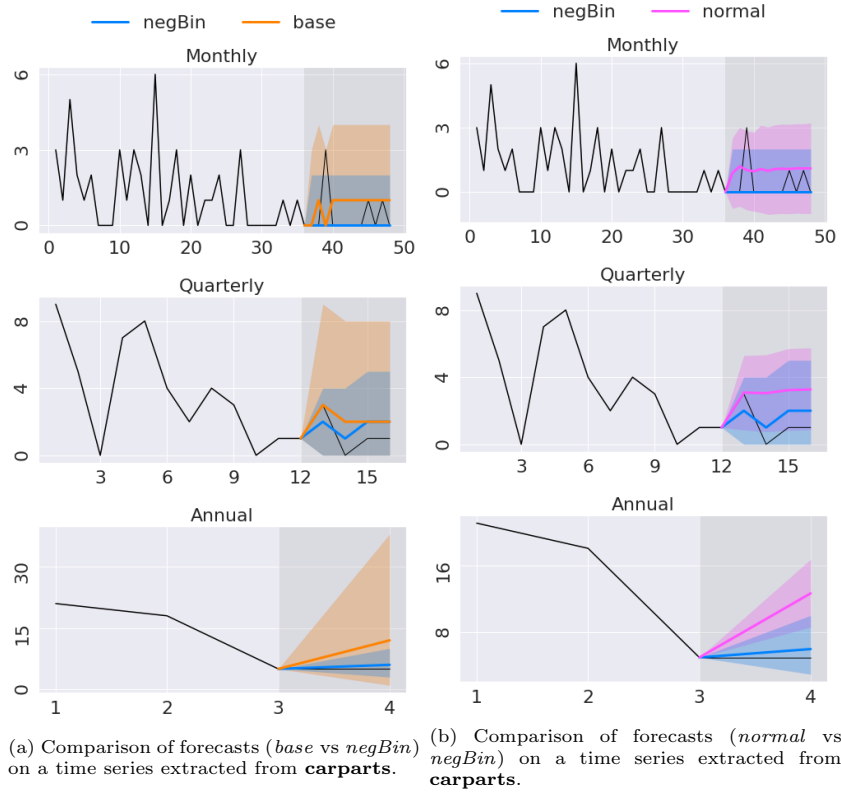 negBin base
Monthly
6
3
0
0 10 20 30 40 50
Quarterly
8
4
0
3 6 9 12 15
Annual
30
15
0
1 2 3 4
(a) Comparison of forecasts (base vs negBin)
on a time series extracted from carparts.
negBin normal
Monthly
6
3
0
0 10 20 30 40 50
Quarterly
8
4
0
3 6 9 12 15
Annual
16
8
1 2 3 4
(b) Comparison of forecasts (normal vs
negBin) on a time series extracted from
carparts.